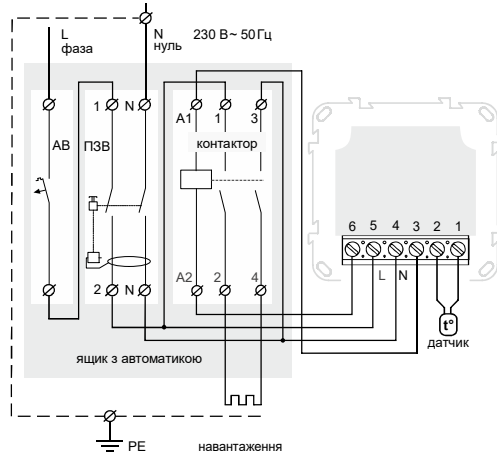 L
фаза
N
нуль
230 В~ 50 Гц
АВ
ПЗВ
1
N
A1
1
3
контактор
2
N
A2
2
4
6 5 4 3 2 1
L N
t°
датчик
ящик з автоматикою
PE
навантаження